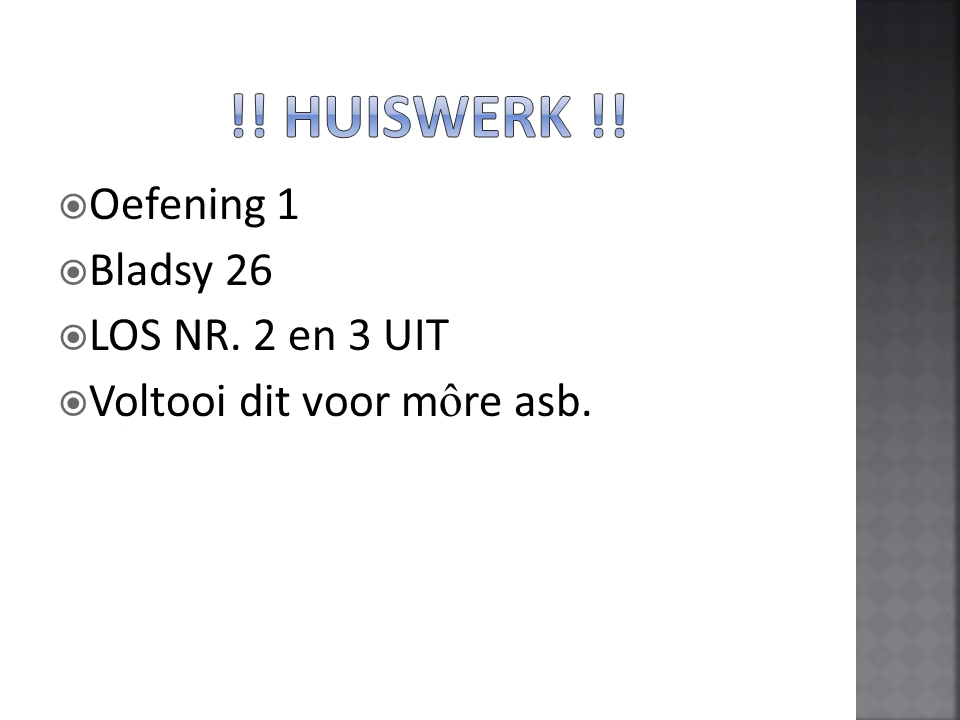 !! HUISWERK !!
Oefening 1
Bladsy 26
LOS NR. 2 en 3 UIT
Voltooi dit voor môre asb.